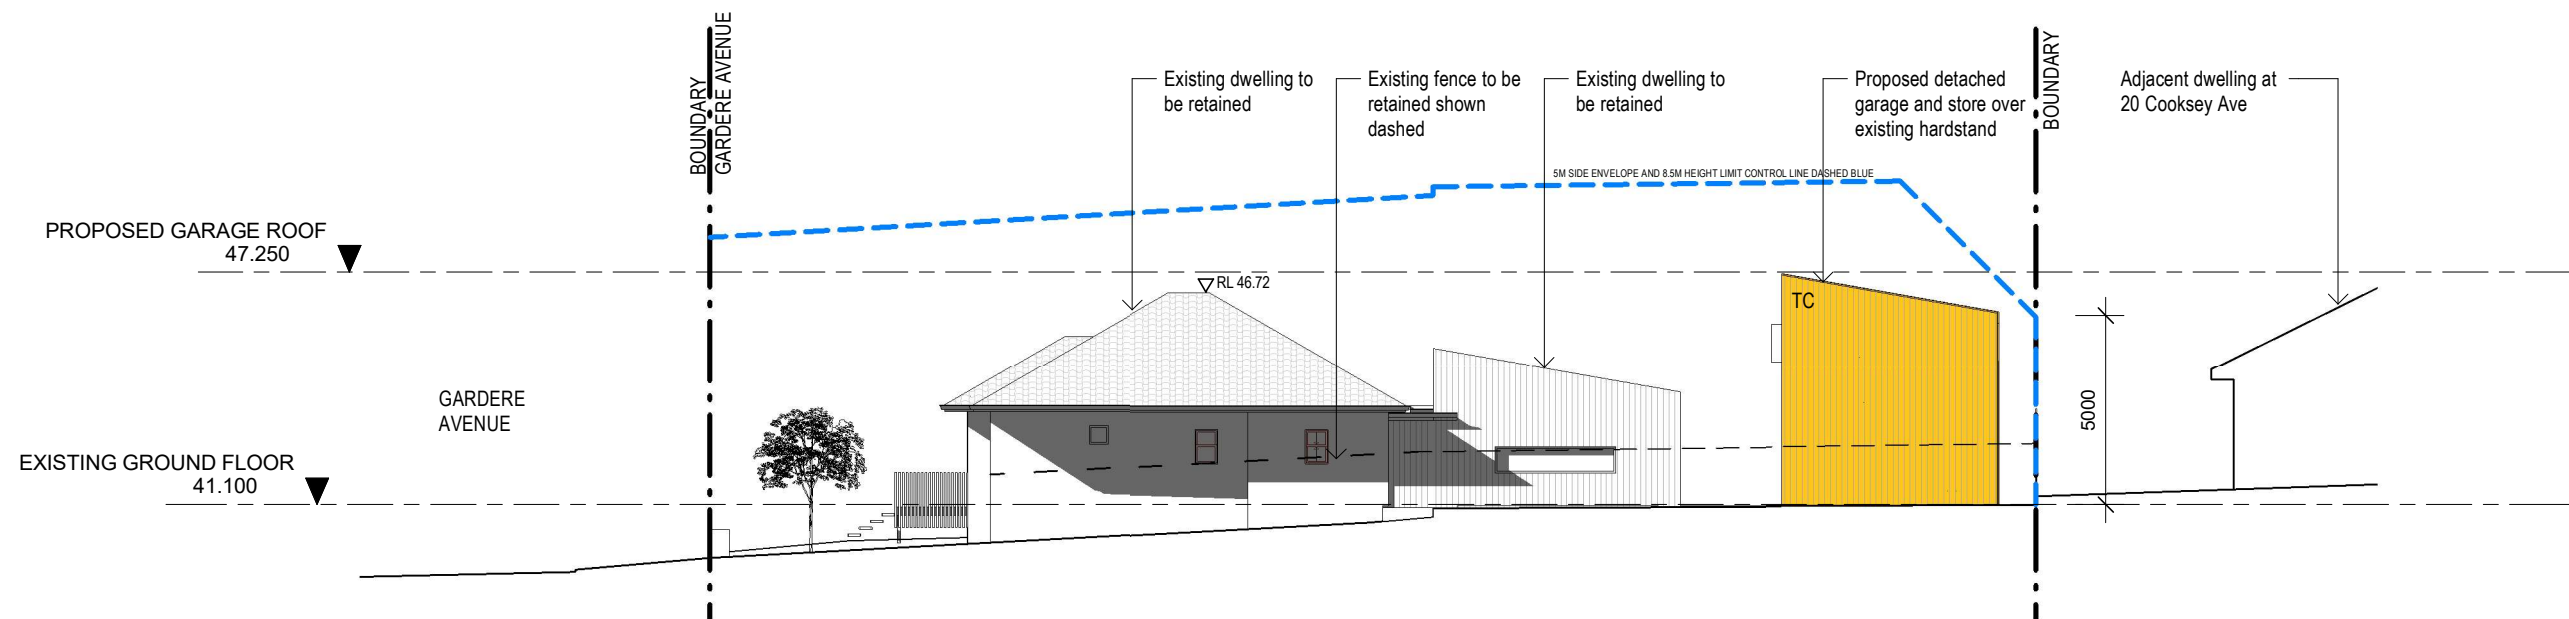 BOUNDARY
GARDERE AVENUE
Existing dwelling to
be retained
Existing fence to be
retained shown
dashed
Existing dwelling to
be retained
Proposed detached
garage and store over
existing hardstand
BOUNDARY
Adjacent dwelling at
20 Cooksey Ave
5M SIDE ENVELOPE AND 8.5M HEIGHT LIMIT CONTROL LINE DASHED BLUE
PROPOSED GARAGE ROOF
47.250
RL 46.72
TC
GARDERE
AVENUE
5000
EXISTING GROUND FLOOR
41.100